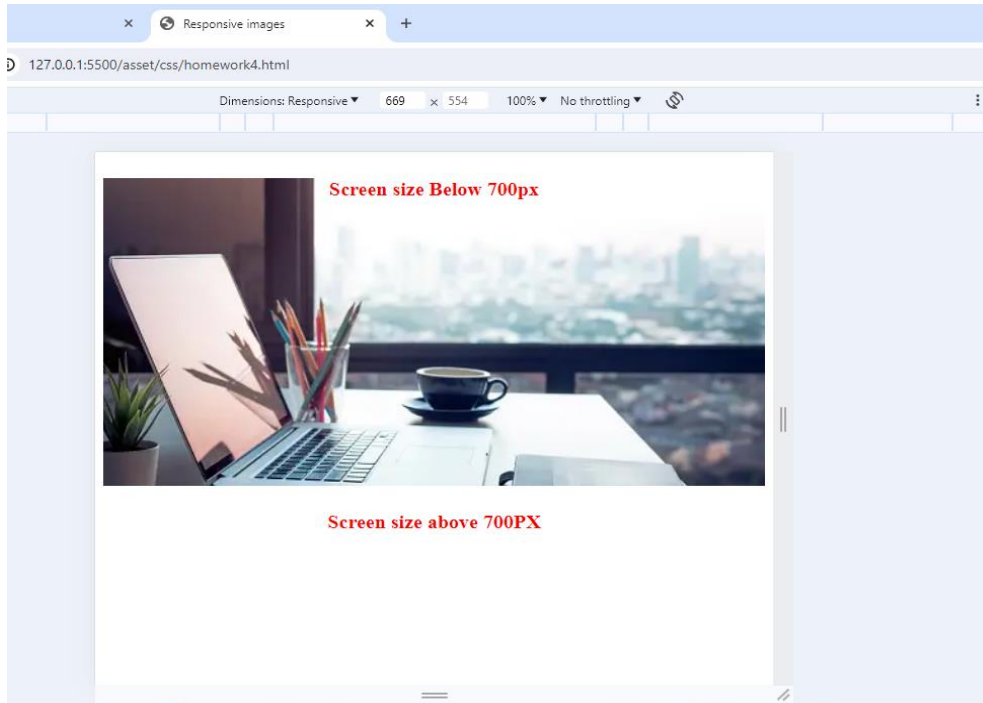 Responsive images
127.0.0.1:5500/asset/css/homework4.html
Dimensions: Responsive 669 × 554 100% No throttling
Screen size Below 700px
Screen size above 700PX